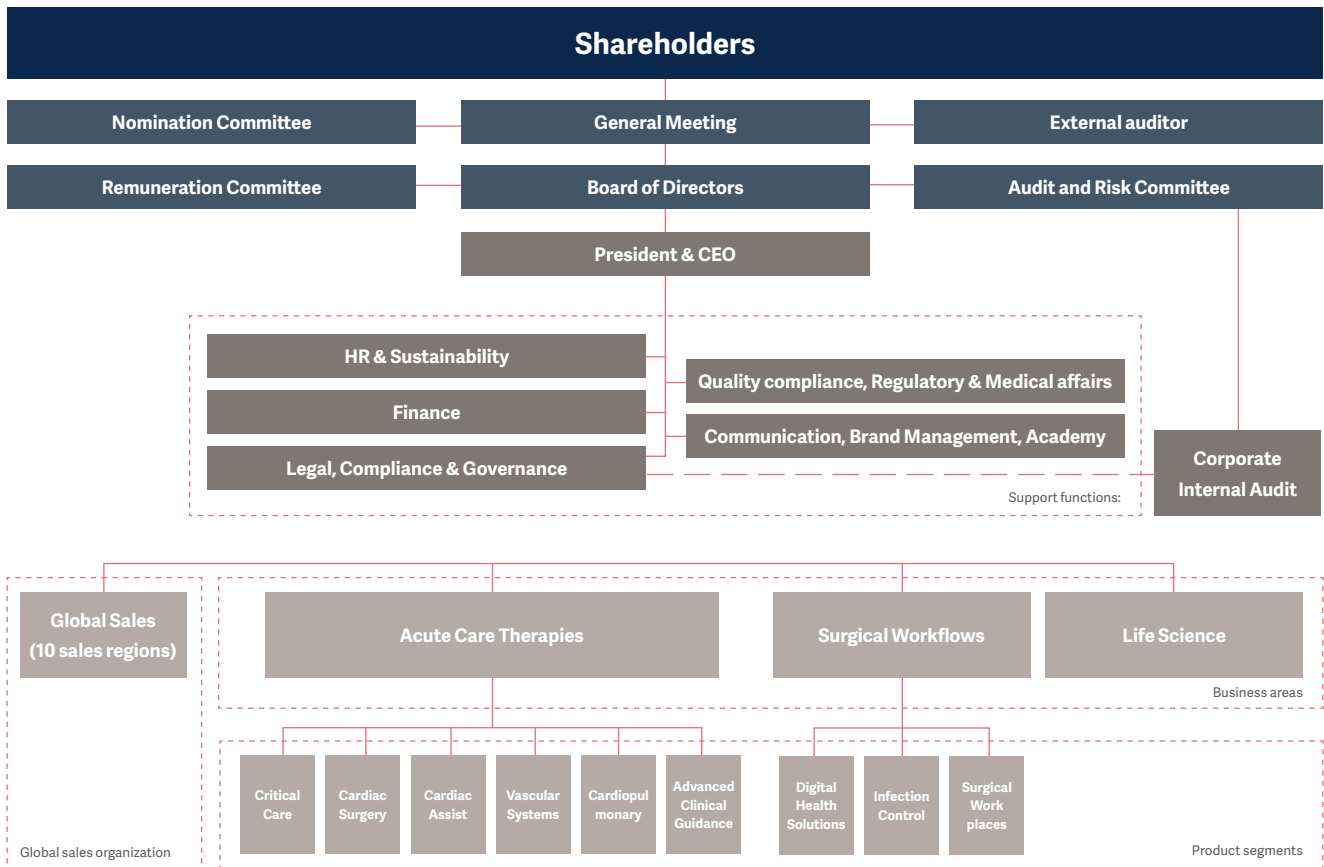 Shareholders
Nomination Committee
General Meeting
External auditor
Remuneration Committee
Board of Directors
Audit and Risk Committee
President & CEO
HR & Sustainability
Quality compliance, Regulatory & Medical affairs
Finance
Communication, Brand Management, Academy
Legal, Compliance & Governance
Corporate
Internal Audit
Support functions:
Global Sales
(10 sales regions)
Acute Care Therapies
Surgical Workflows
Life Science
Business areas
Critical
Care
Cardiac
Surgery
Cardiac
Assist
Vascular
Systems
Cardiopul
monary
Advanced
Clinical
Guidance
Digital
Health
Solutions
Infection
Control
Surgical
Work
places
Global sales organization
Product segments